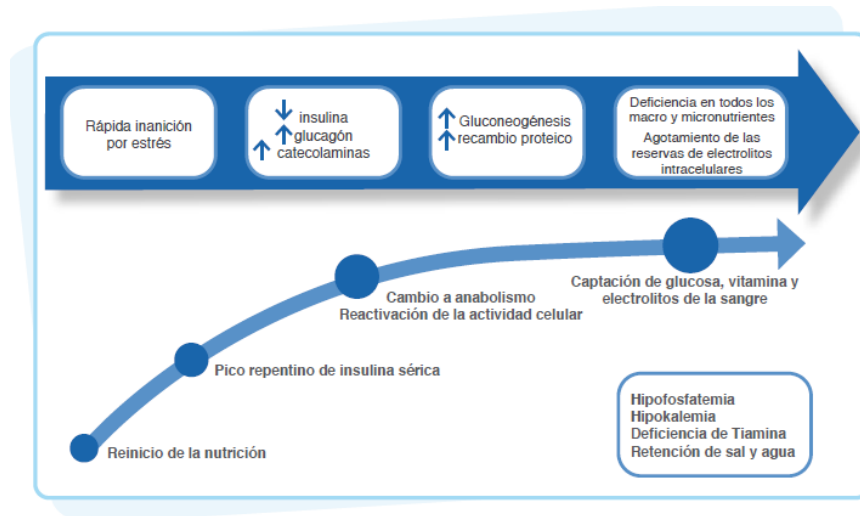 Rápida inanición
por estrés
↓ insulina
↑ glucagón
↑ catecolaminas
↑ Gluconeogénesis
↑ recambio proteico
Deficiencia en todos los
macro y micronutrientes
Agotamiento de las
reservas de electrolitos
intracelulares
Captación de glucosa, vitamina y
electrolitos de la sangre
Cambio a anabolismo
Reactivación de la actividad celular
Pico repentino de insulina sérica
Reinicio de la nutrición
Hipofosfatemia
Hipokalemia
Deficiencia de Tiamina
Retención de sal y agua